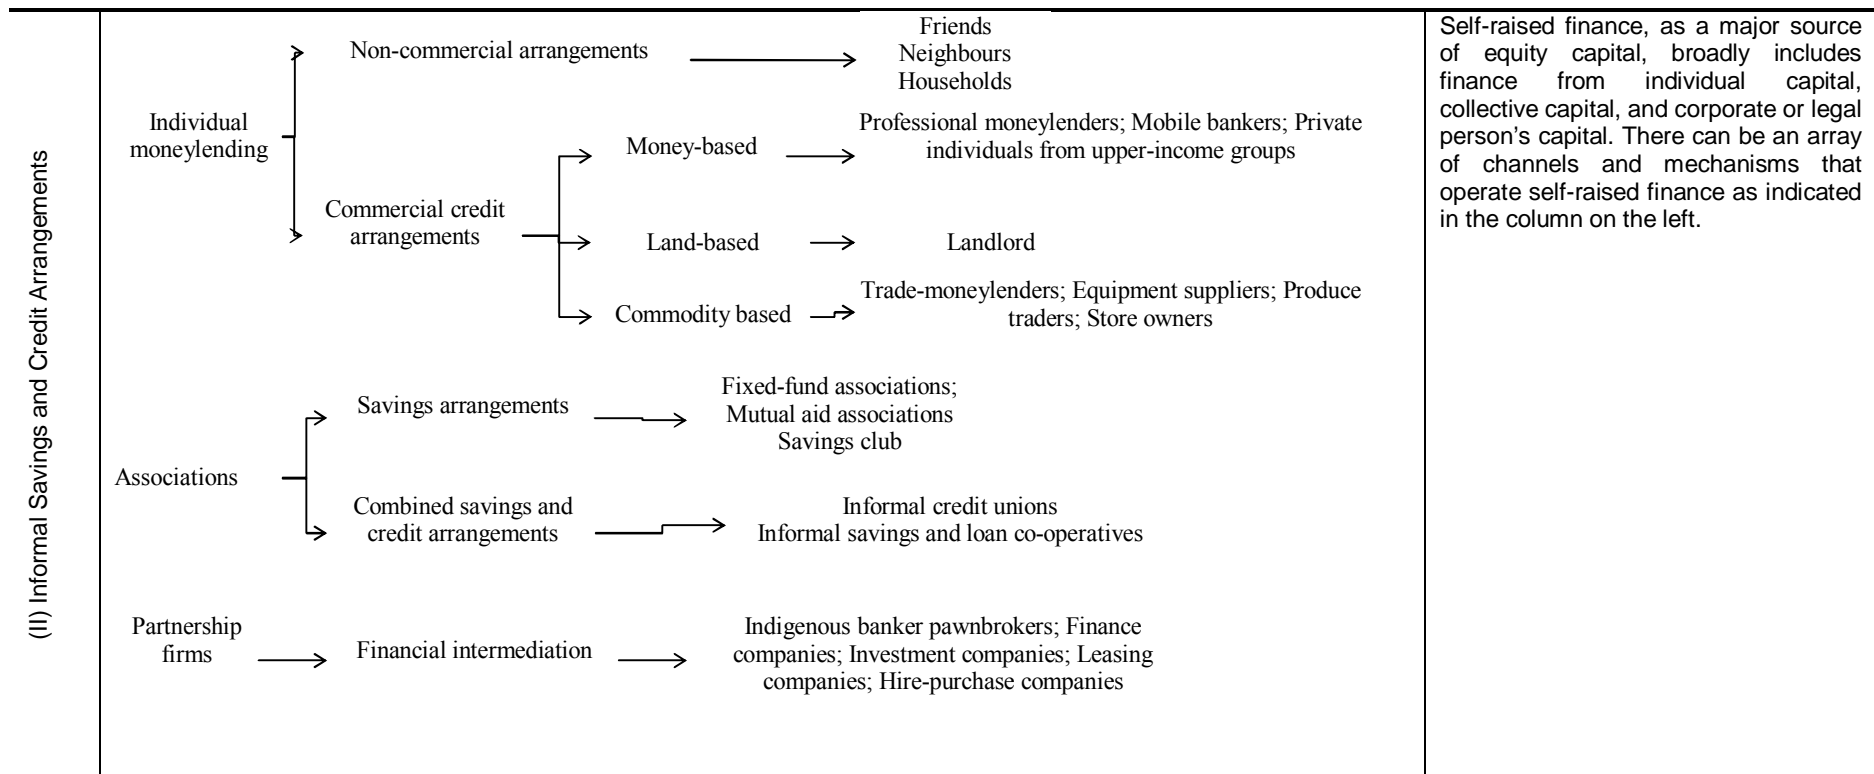 (II) Informal Savings and Credit Arrangements
Individual
moneylending
Non-commercial arrangements
Friends
Neighbours
Households
Commercial credit
arrangements
Money-based
Professional moneylenders; Mobile bankers; Private
individuals from upper-income groups
Land-based
Landlord
Commodity based
Trade-moneylenders; Equipment suppliers; Produce
traders; Store owners
Associations
Savings arrangements
Fixed-fund associations;
Mutual aid associations
Savings club
Combined savings and
credit arrangements
Informal credit unions
Informal savings and loan co-operatives
Partnership
firms
Financial intermediation
Indigenous banker pawnbrokers; Finance
companies; Investment companies; Leasing
companies; Hire-purchase companies
Self-raised finance, as a major source
of equity capital, broadly includes
finance from individual capital,
collective capital, and corporate or legal
person's capital. There can be an array
of channels and mechanisms that
operate self-raised finance as indicated
in the column on the left.